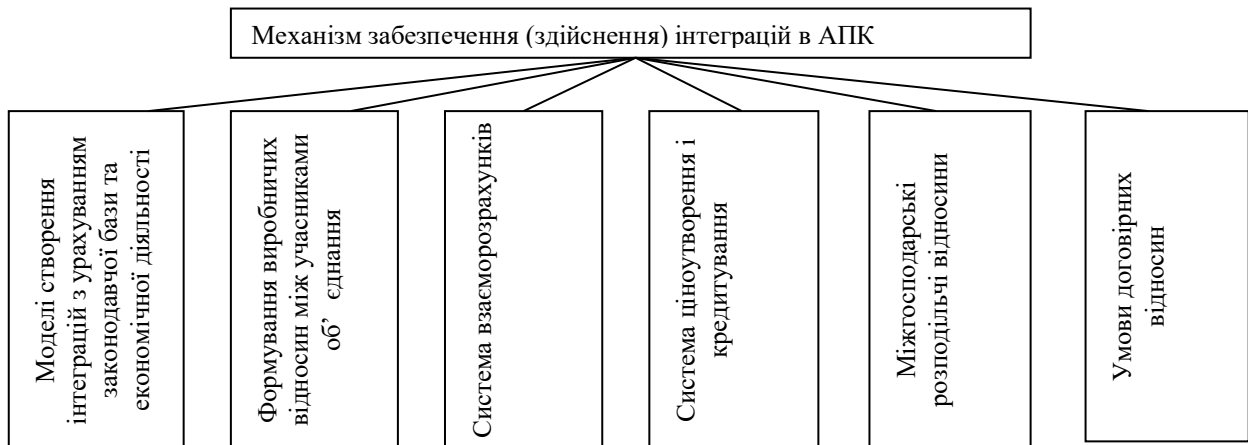 Механізм забезпечення (здійснення) інтеграцій в АПК
Моделі створення
інтеграцій з урахуванням
законодавчої бази та
економічної діяльності
Формування виробничих
відносин між учасниками
об’ єднання
Система взаєморозрахунків
Система ціноутворення і
кредитування
Міжгосподарські
розподільчі відносини
Умови договірних
відносин